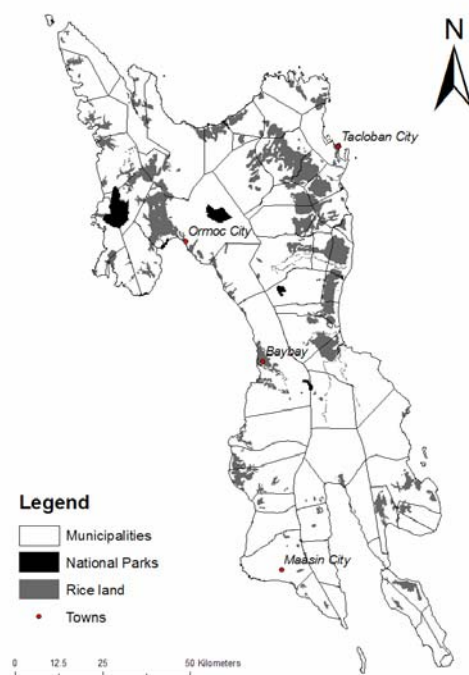 N
Tacloban City
Ormoc City
Baybay
Maasin City
Legend
Municipalities
National Parks
Rice land
Towns
0 12.5 25 50 Kilometers